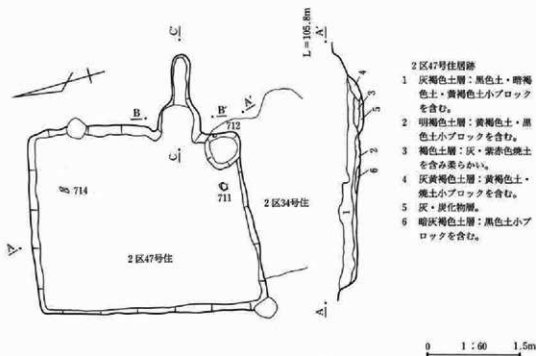 C'
L=105.8m
A'
B
B'
A'
712
C
714
711
2区34号住
A
2区47号住
4
3
5
2
6
1
A
2区47号住居跡
1 灰褐色土層：黒色土・暗褐
色土・黄褐色土小ブロック
を含む。
2 明褐色土層：黄褐色土・黒
色土小ブロックを含む。
3 褐色土層：灰・紫赤色焼土
を含み柔らかい。
4 灰黄褐色土層：黄褐色土・
焼土小ブロックを含む。
5 灰・炭化物層。
6 暗灰褐色土層：黒色土小ブ
ロックを含む。
0 1：60 1.5m